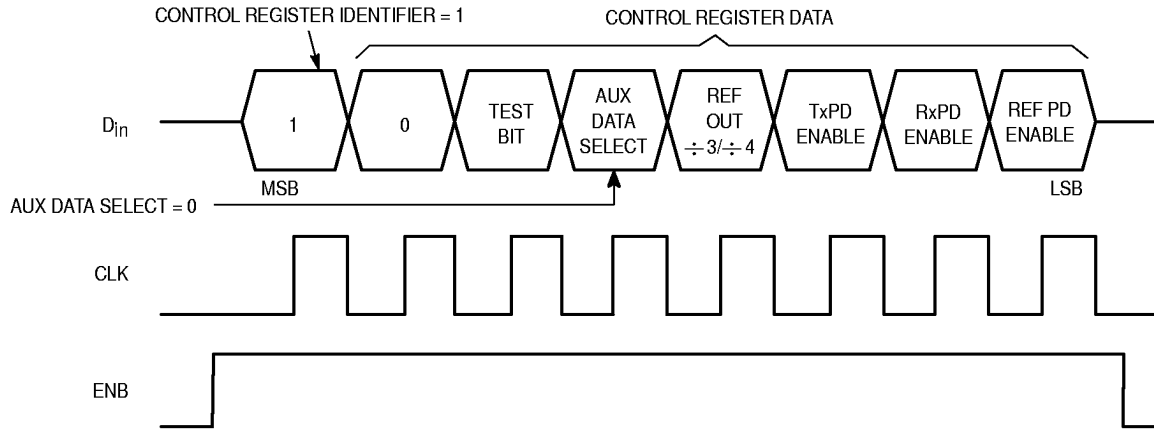 CONTROL REGISTER IDENTIFIER = 1
CONTROL REGISTER DATA
D_in
1
0
TEST
BIT
AUX
DATA
SELECT
REF
OUT
÷3/÷4
TxPD
ENABLE
RxPD
ENABLE
REF PD
ENABLE
MSB
LSB
AUX DATA SELECT = 0
CLK
ENB